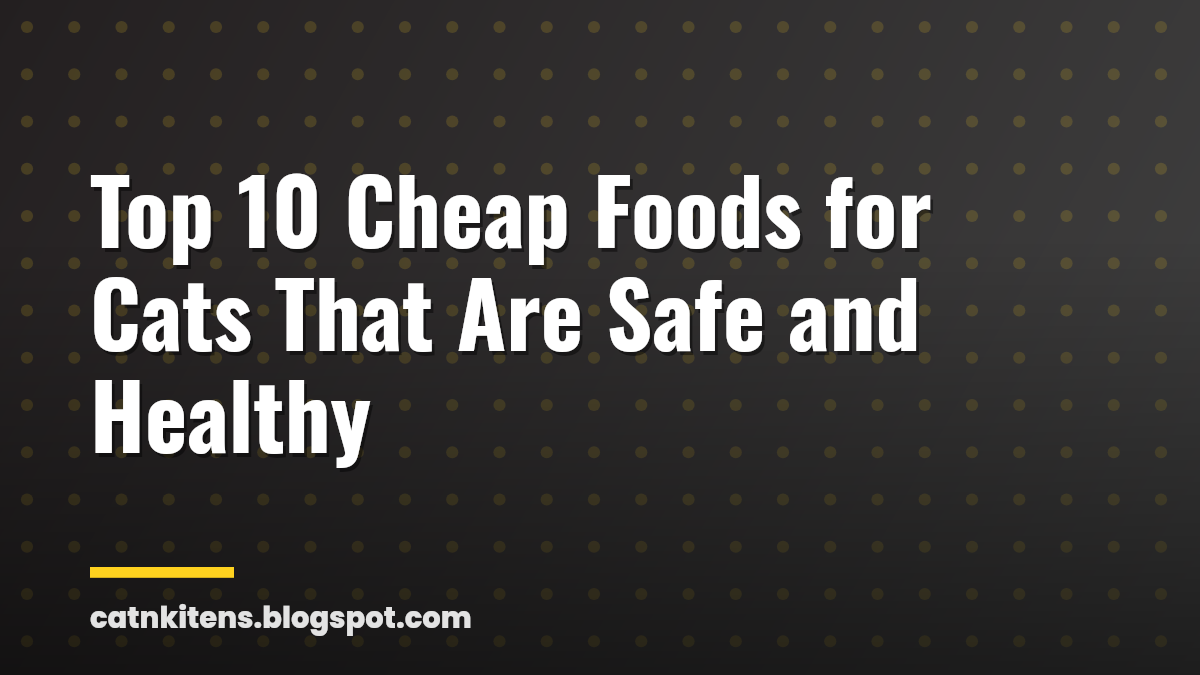 Top 10 Cheap Foods for
Cats That Are Safe and
Healthy
catnkitens.blogspot.com